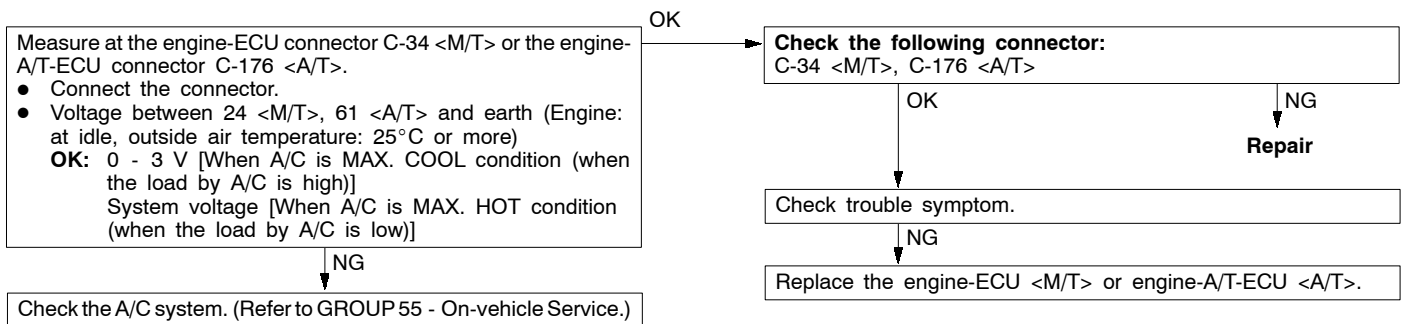 Measure at the engine-ECU connector C-34 <M/T> or the engine-
A/T-ECU connector C-176 <A/T>.
● Connect the connector.
● Voltage between 24 <M/T>, 61 <A/T> and earth (Engine:
at idle, outside air temperature: 25°C or more)
OK: 0 - 3 V [When A/C is MAX. COOL condition (when
the load by A/C is high)]
System voltage [When A/C is MAX. HOT condition
(when the load by A/C is low)]
NG
Check the A/C system. (Refer to GROUP 55 - On-vehicle Service.)
OK
Check the following connector:
C-34 <M/T>, C-176 <A/T>
OK
NG
Repair
Check trouble symptom.
NG
Replace the engine-ECU <M/T> or engine-A/T-ECU <A/T>.